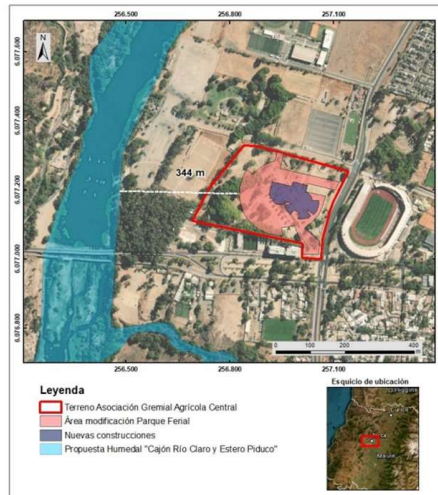 256.500 256.800 257.100
6.077.600
6.077.400
6.077.200
6.077.000
6.076.800
N
344 m
0 100 200 400
m
256.500 256.800 257.100
Leyenda
Terreno Asociación Gremial Agrícola Central
Área modificación Parque Ferial
Nuevas construcciones
Propuesta Humedal "Cajón Río Claro y Estero Piduco"
Esquicio de ubicación
Maule